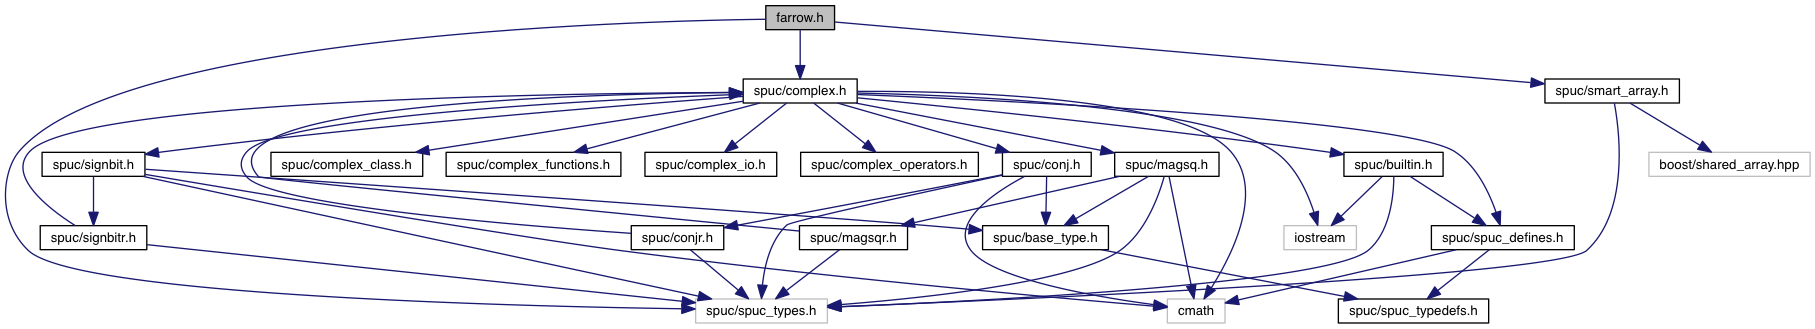 farrow.h
spuc/complex.h
spuc/smart_array.h
spuc/signbit.h
spuc/complex_class.h
spuc/complex_functions.h
spuc/complex_io.h
spuc/complex_operators.h
spuc/conj.h
spuc/magsq.h
spuc/builtin.h
boost/shared_array.hpp
spuc/signbitr.h
spuc/conjr.h
spuc/magsqr.h
spuc/base_type.h
iostream
spuc/spuc_defines.h
spuc/spuc_types.h
cmath
spuc/spuc_typedefs.h